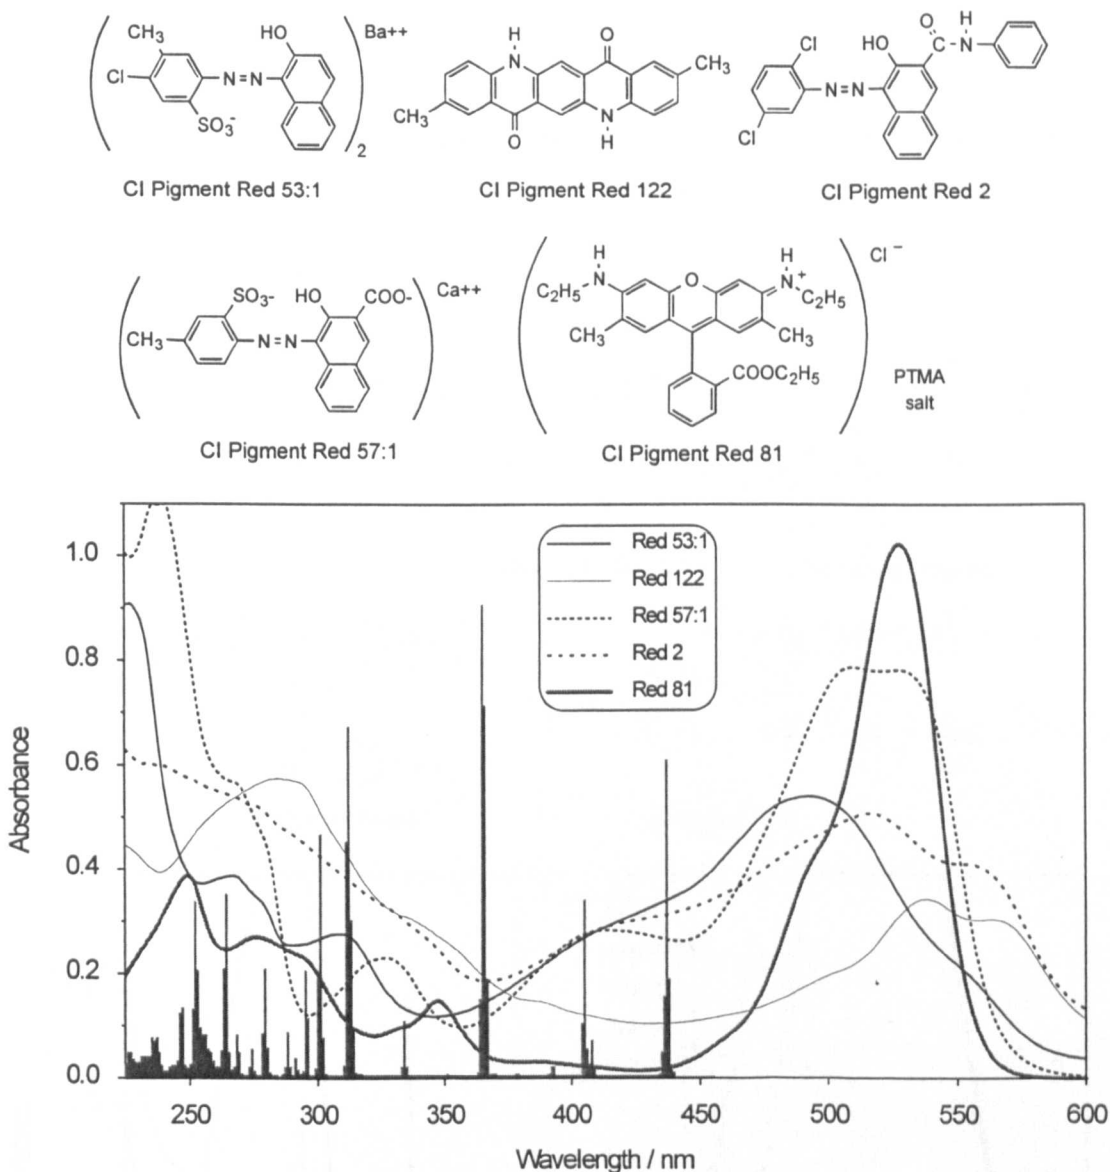 CH₃ HO Ba++
Cl N=N
SO₃⁻
2
CI Pigment Red 53:1
H
N O
CH₃
CH₃ N
O H
CI Pigment Red 122
O H
Cl HO C N
N=N
Cl
CI Pigment Red 2
SO₃- HO COO- Ca++
CH₃ N=N
CI Pigment Red 57:1
H H Cl⁻
N O N +
C₂H₅ C₂H₅
CH₃ CH₃
COOC₂H₅
PTMA
salt
CI Pigment Red 81
Red 53:1
Red 122
Red 57:1
Red 2
Red 81
Absorbance
1.0
0.8
0.6
0.4
0.2
0.0
250 300 350 400 450 500 550 600
Wavelength / nm